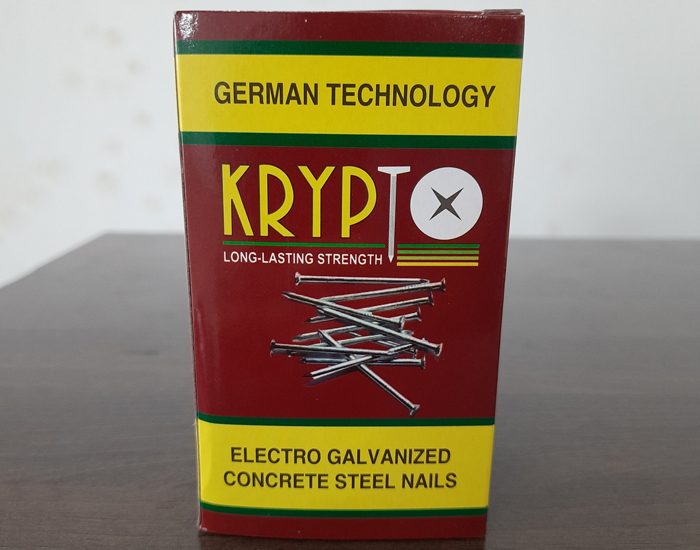 GERMAN TECHNOLOGY
KRYPTO
LONG-LASTING STRENGTH
ELECTRO GALVANIZED
CONCRETE STEEL NAILS